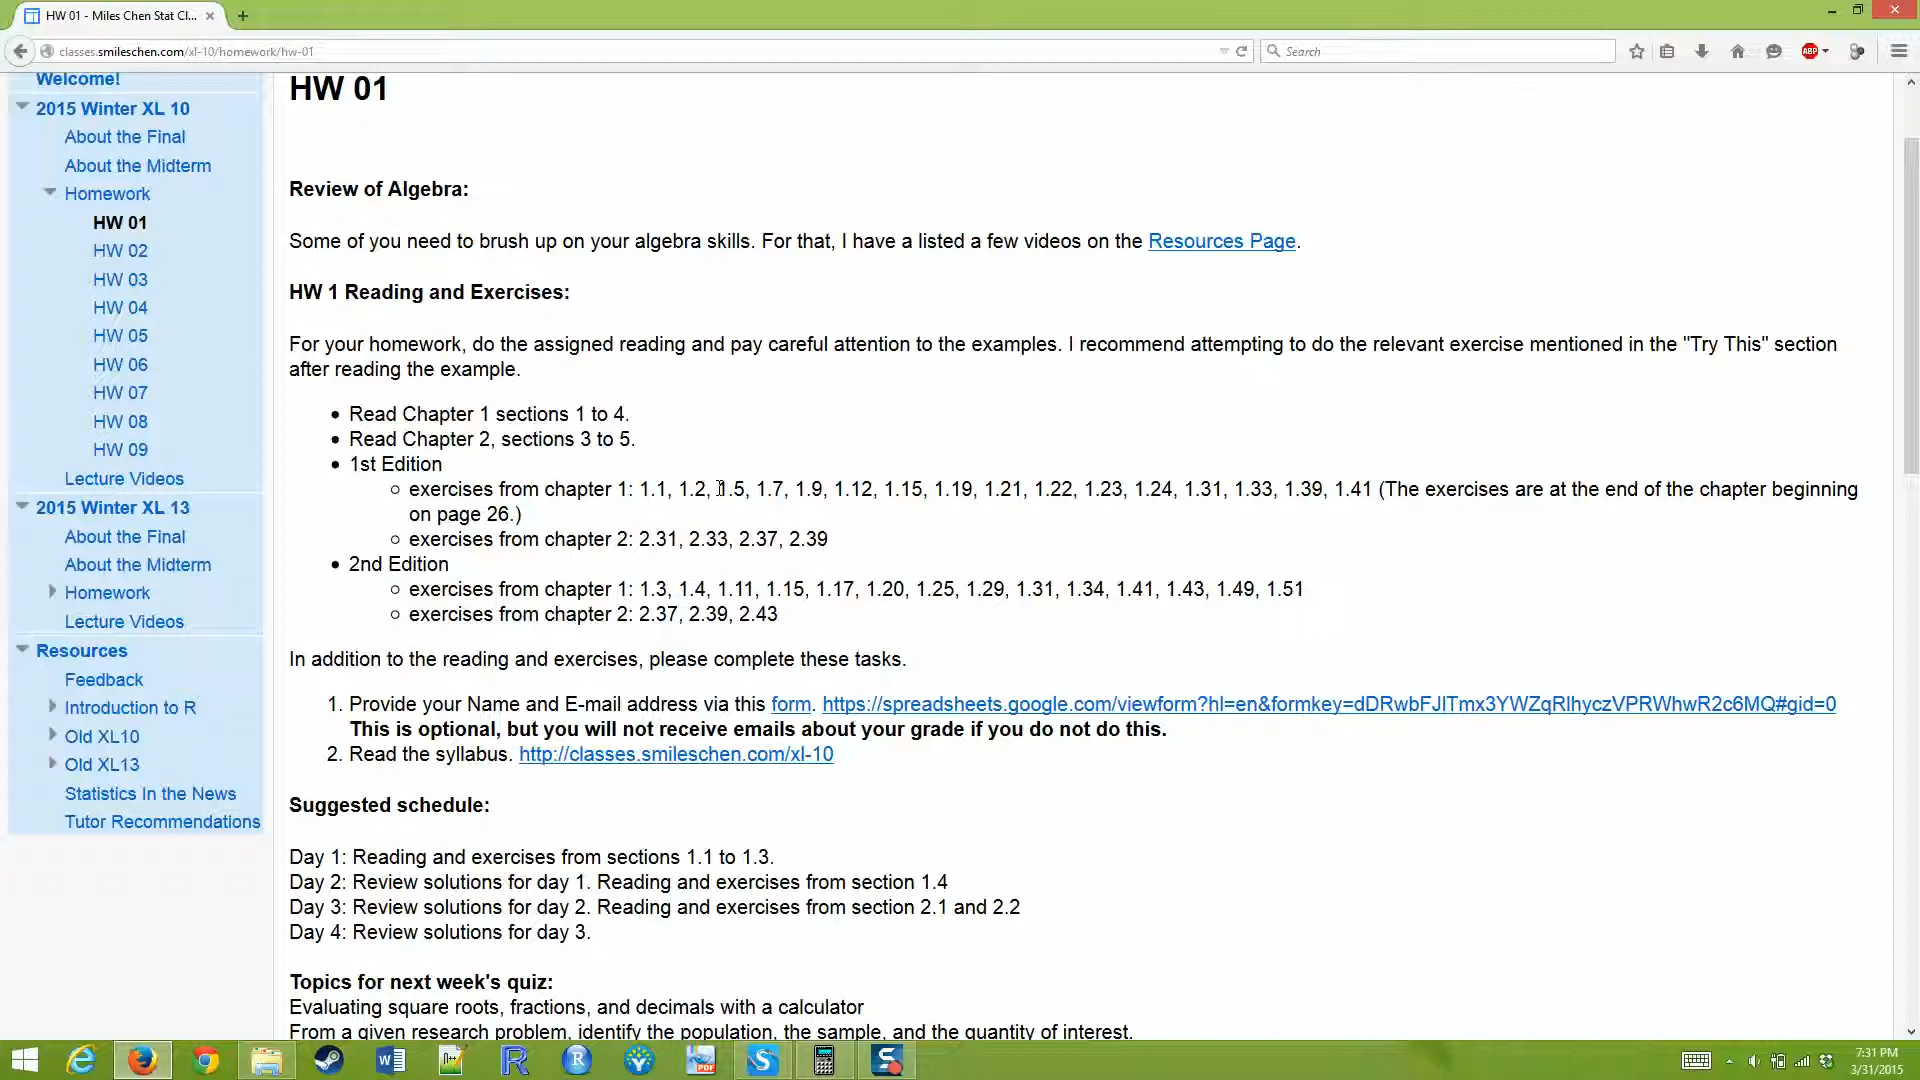 HW 01 - Miles Chen Stat Cl...
classes.smileschen.com/xl-10/homework/hw-01
Search
ABP
Welcome!
2015 Winter XL 10
About the Final
About the Midterm
Homework
HW 01
HW 02
HW 03
HW 04
HW 05
HW 06
HW 07
HW 08
HW 09
Lecture Videos
2015 Winter XL 13
About the Final
About the Midterm
Homework
Lecture Videos
Resources
Feedback
Introduction to R
Old XL10
Old XL13
Statistics In the News
Tutor Recommendations
HW 01
Review of Algebra:
Some of you need to brush up on your algebra skills. For that, I have a listed a few videos on the Resources Page.
HW 1 Reading and Exercises:
For your homework, do the assigned reading and pay careful attention to the examples. I recommend attempting to do the relevant exercise mentioned in the "Try This" section
after reading the example.
• Read Chapter 1 sections 1 to 4.
• Read Chapter 2, sections 3 to 5.
• 1st Edition
○ exercises from chapter 1: 1.1, 1.2, 1.5, 1.7, 1.9, 1.12, 1.15, 1.19, 1.21, 1.22, 1.23, 1.24, 1.31, 1.33, 1.39, 1.41 (The exercises are at the end of the chapter beginning
on page 26.)
○ exercises from chapter 2: 2.31, 2.33, 2.37, 2.39
• 2nd Edition
○ exercises from chapter 1: 1.3, 1.4, 1.11, 1.15, 1.17, 1.20, 1.25, 1.29, 1.31, 1.34, 1.41, 1.43, 1.49, 1.51
○ exercises from chapter 2: 2.37, 2.39, 2.43
In addition to the reading and exercises, please complete these tasks.
1. Provide your Name and E-mail address via this form. https://spreadsheets.google.com/viewform?hl=en&formkey=dDRwbFJlTmx3YWZqRlhyczVPRWhwR2c6MQ#gid=0
This is optional, but you will not receive emails about your grade if you do not do this.
2. Read the syllabus. http://classes.smileschen.com/xl-10
Suggested schedule:
Day 1: Reading and exercises from sections 1.1 to 1.3.
Day 2: Review solutions for day 1. Reading and exercises from section 1.4
Day 3: Review solutions for day 2. Reading and exercises from section 2.1 and 2.2
Day 4: Review solutions for day 3.
Topics for next week's quiz:
Evaluating square roots, fractions, and decimals with a calculator
From a given research problem, identify the population, the sample, and the quantity of interest.
7:31 PM
3/31/2015